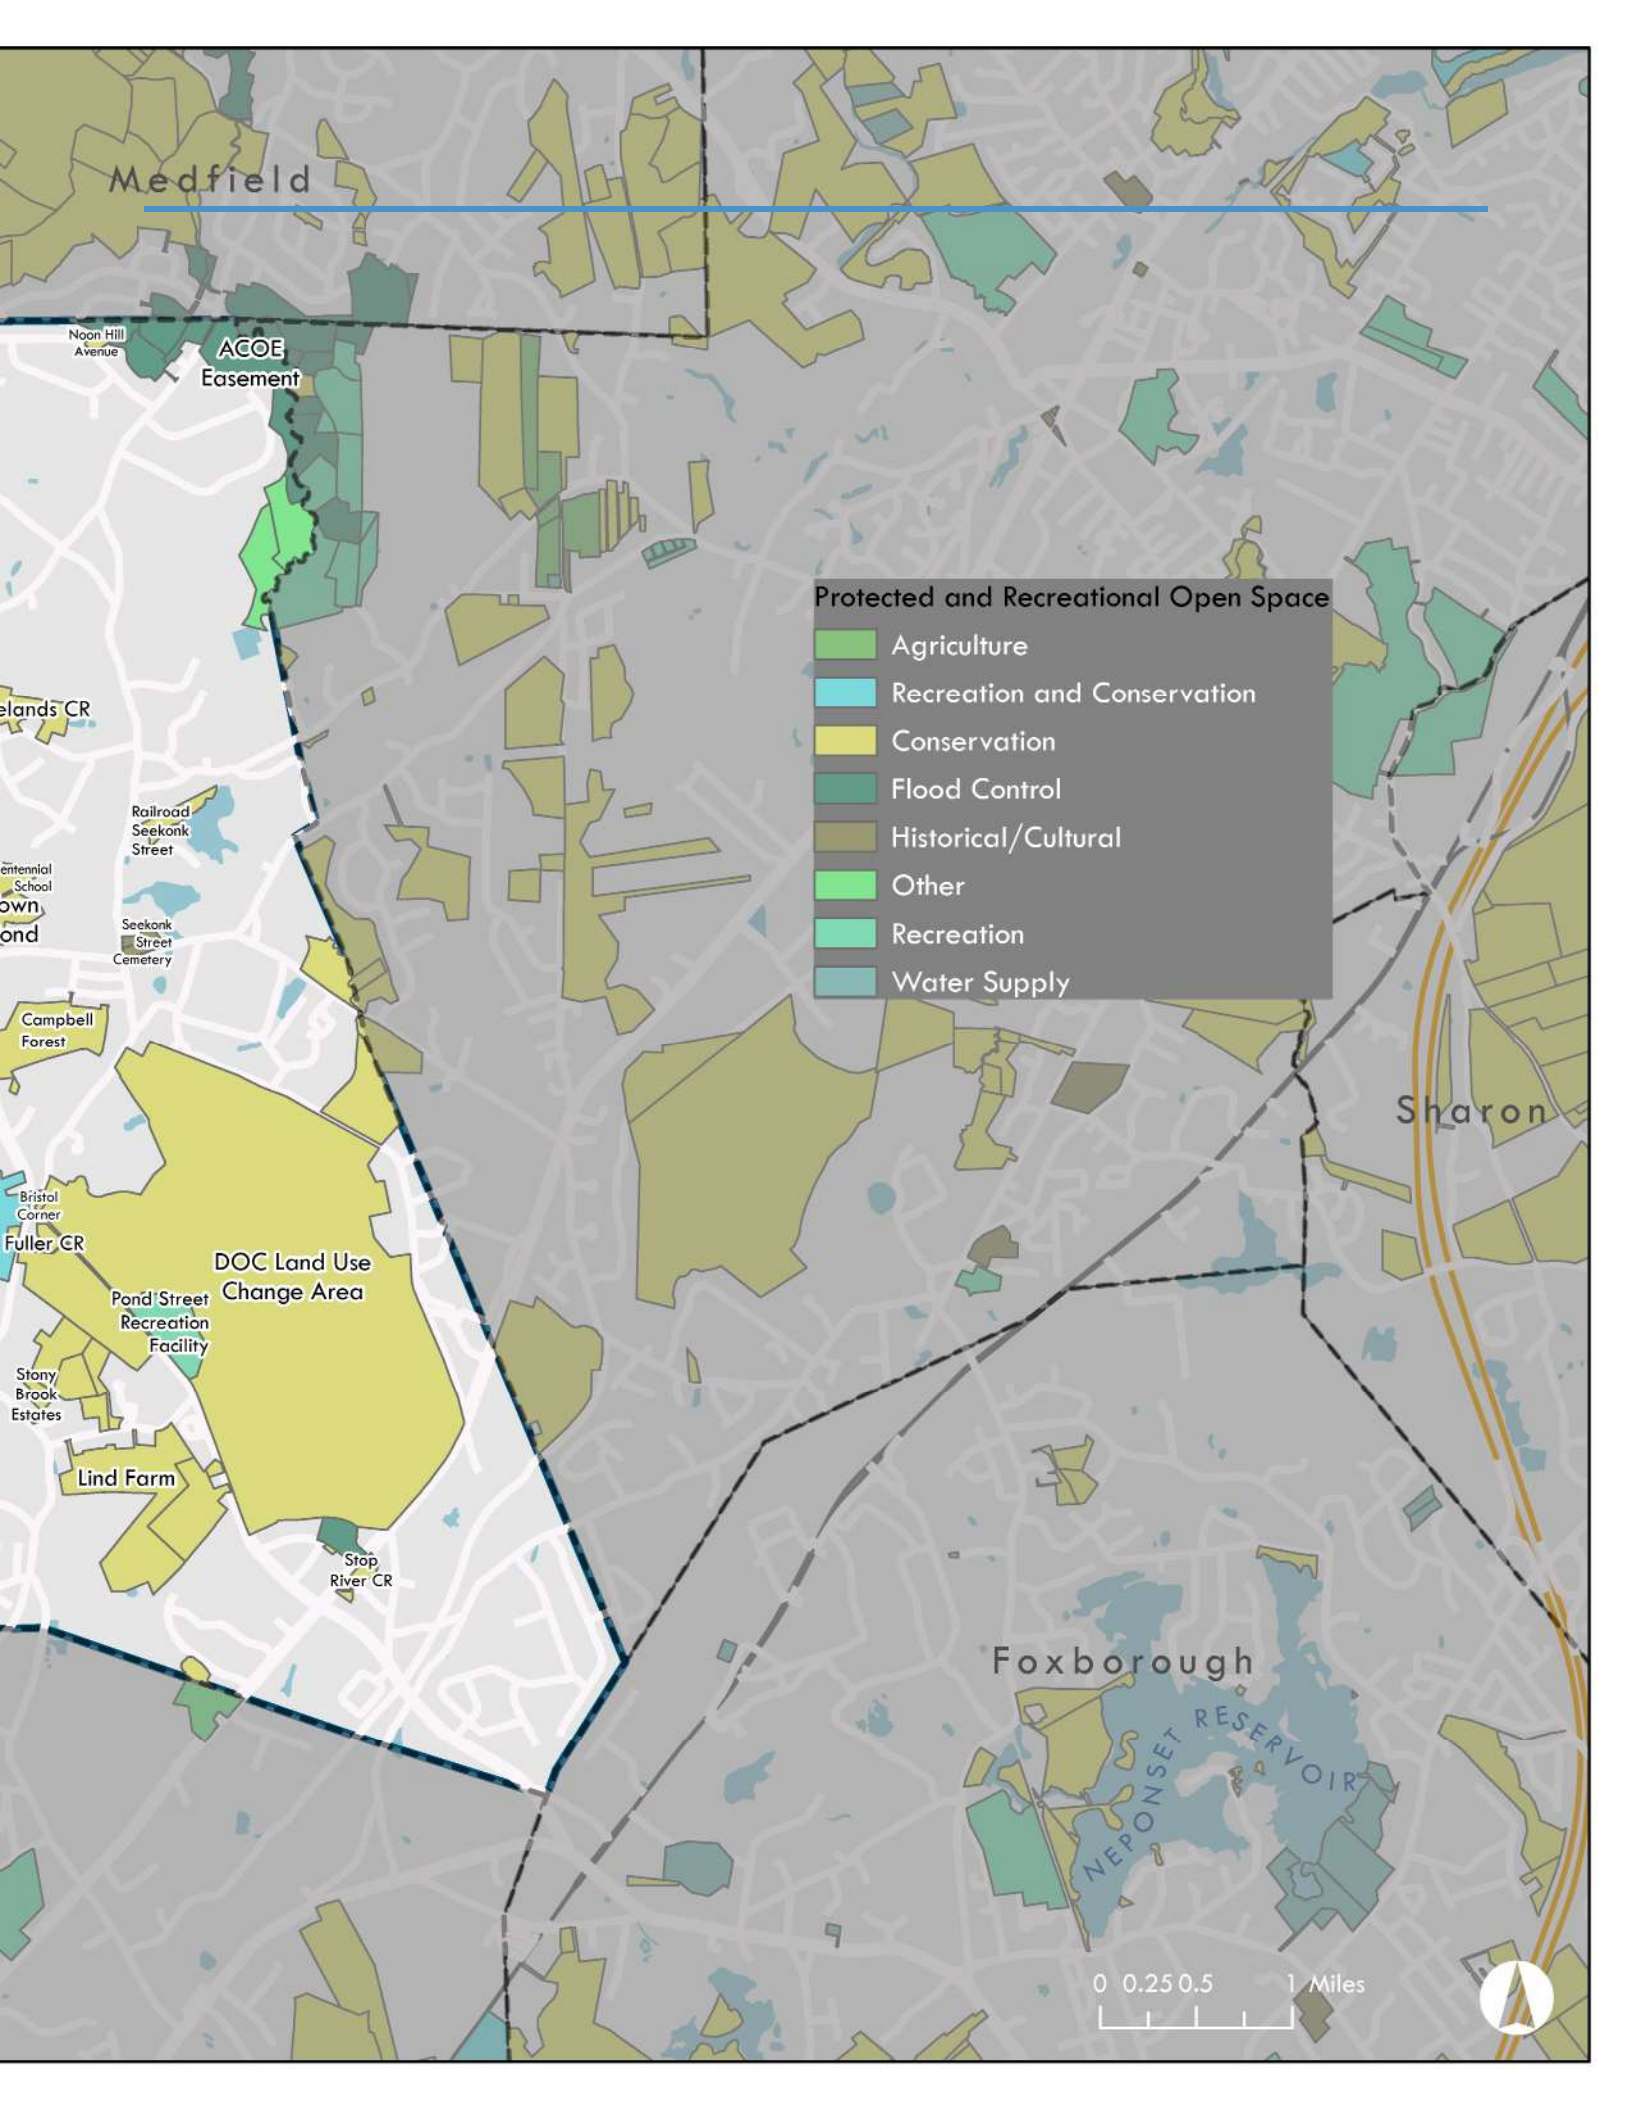 Medfield
Noon Hill
Avenue
ACOE
Easement
Protected and Recreational Open Space
Agriculture
Recreation and Conservation
Conservation
Flood Control
Historical/Cultural
Other
Recreation
Water Supply
elands CR
Railroad
Seekonk
Street
entennial
School
own
ond
Seekonk
Street
Cemetery
Campbell
Forest
Sharon
Bristol
Corner
Fuller CR
DOC Land Use
Change Area
Pond Street
Recreation
Facility
Stony
Brook
Estates
Lind Farm
Stop
River CR
Foxborough
NEPONSET RESERVOIR
0 0.25 0.5 1 Miles